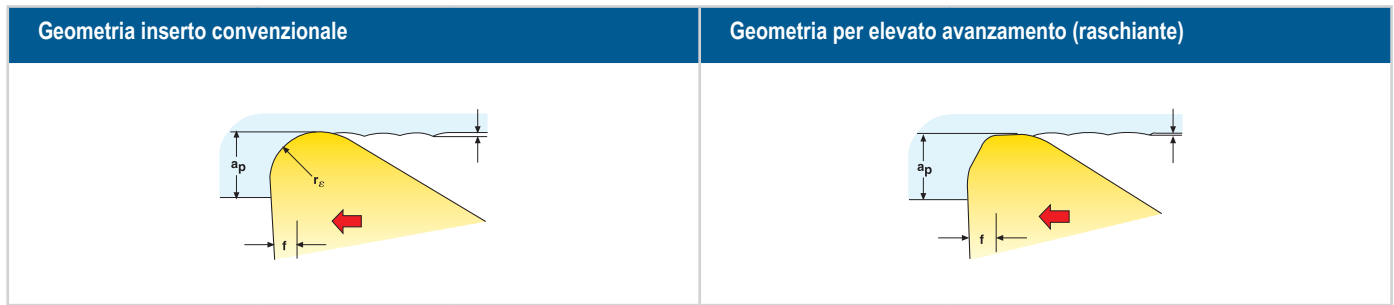 Geometria inserto convenzionale
Geometria per elevato avanzamento (raschiante)
ap
rε
f
ap
f